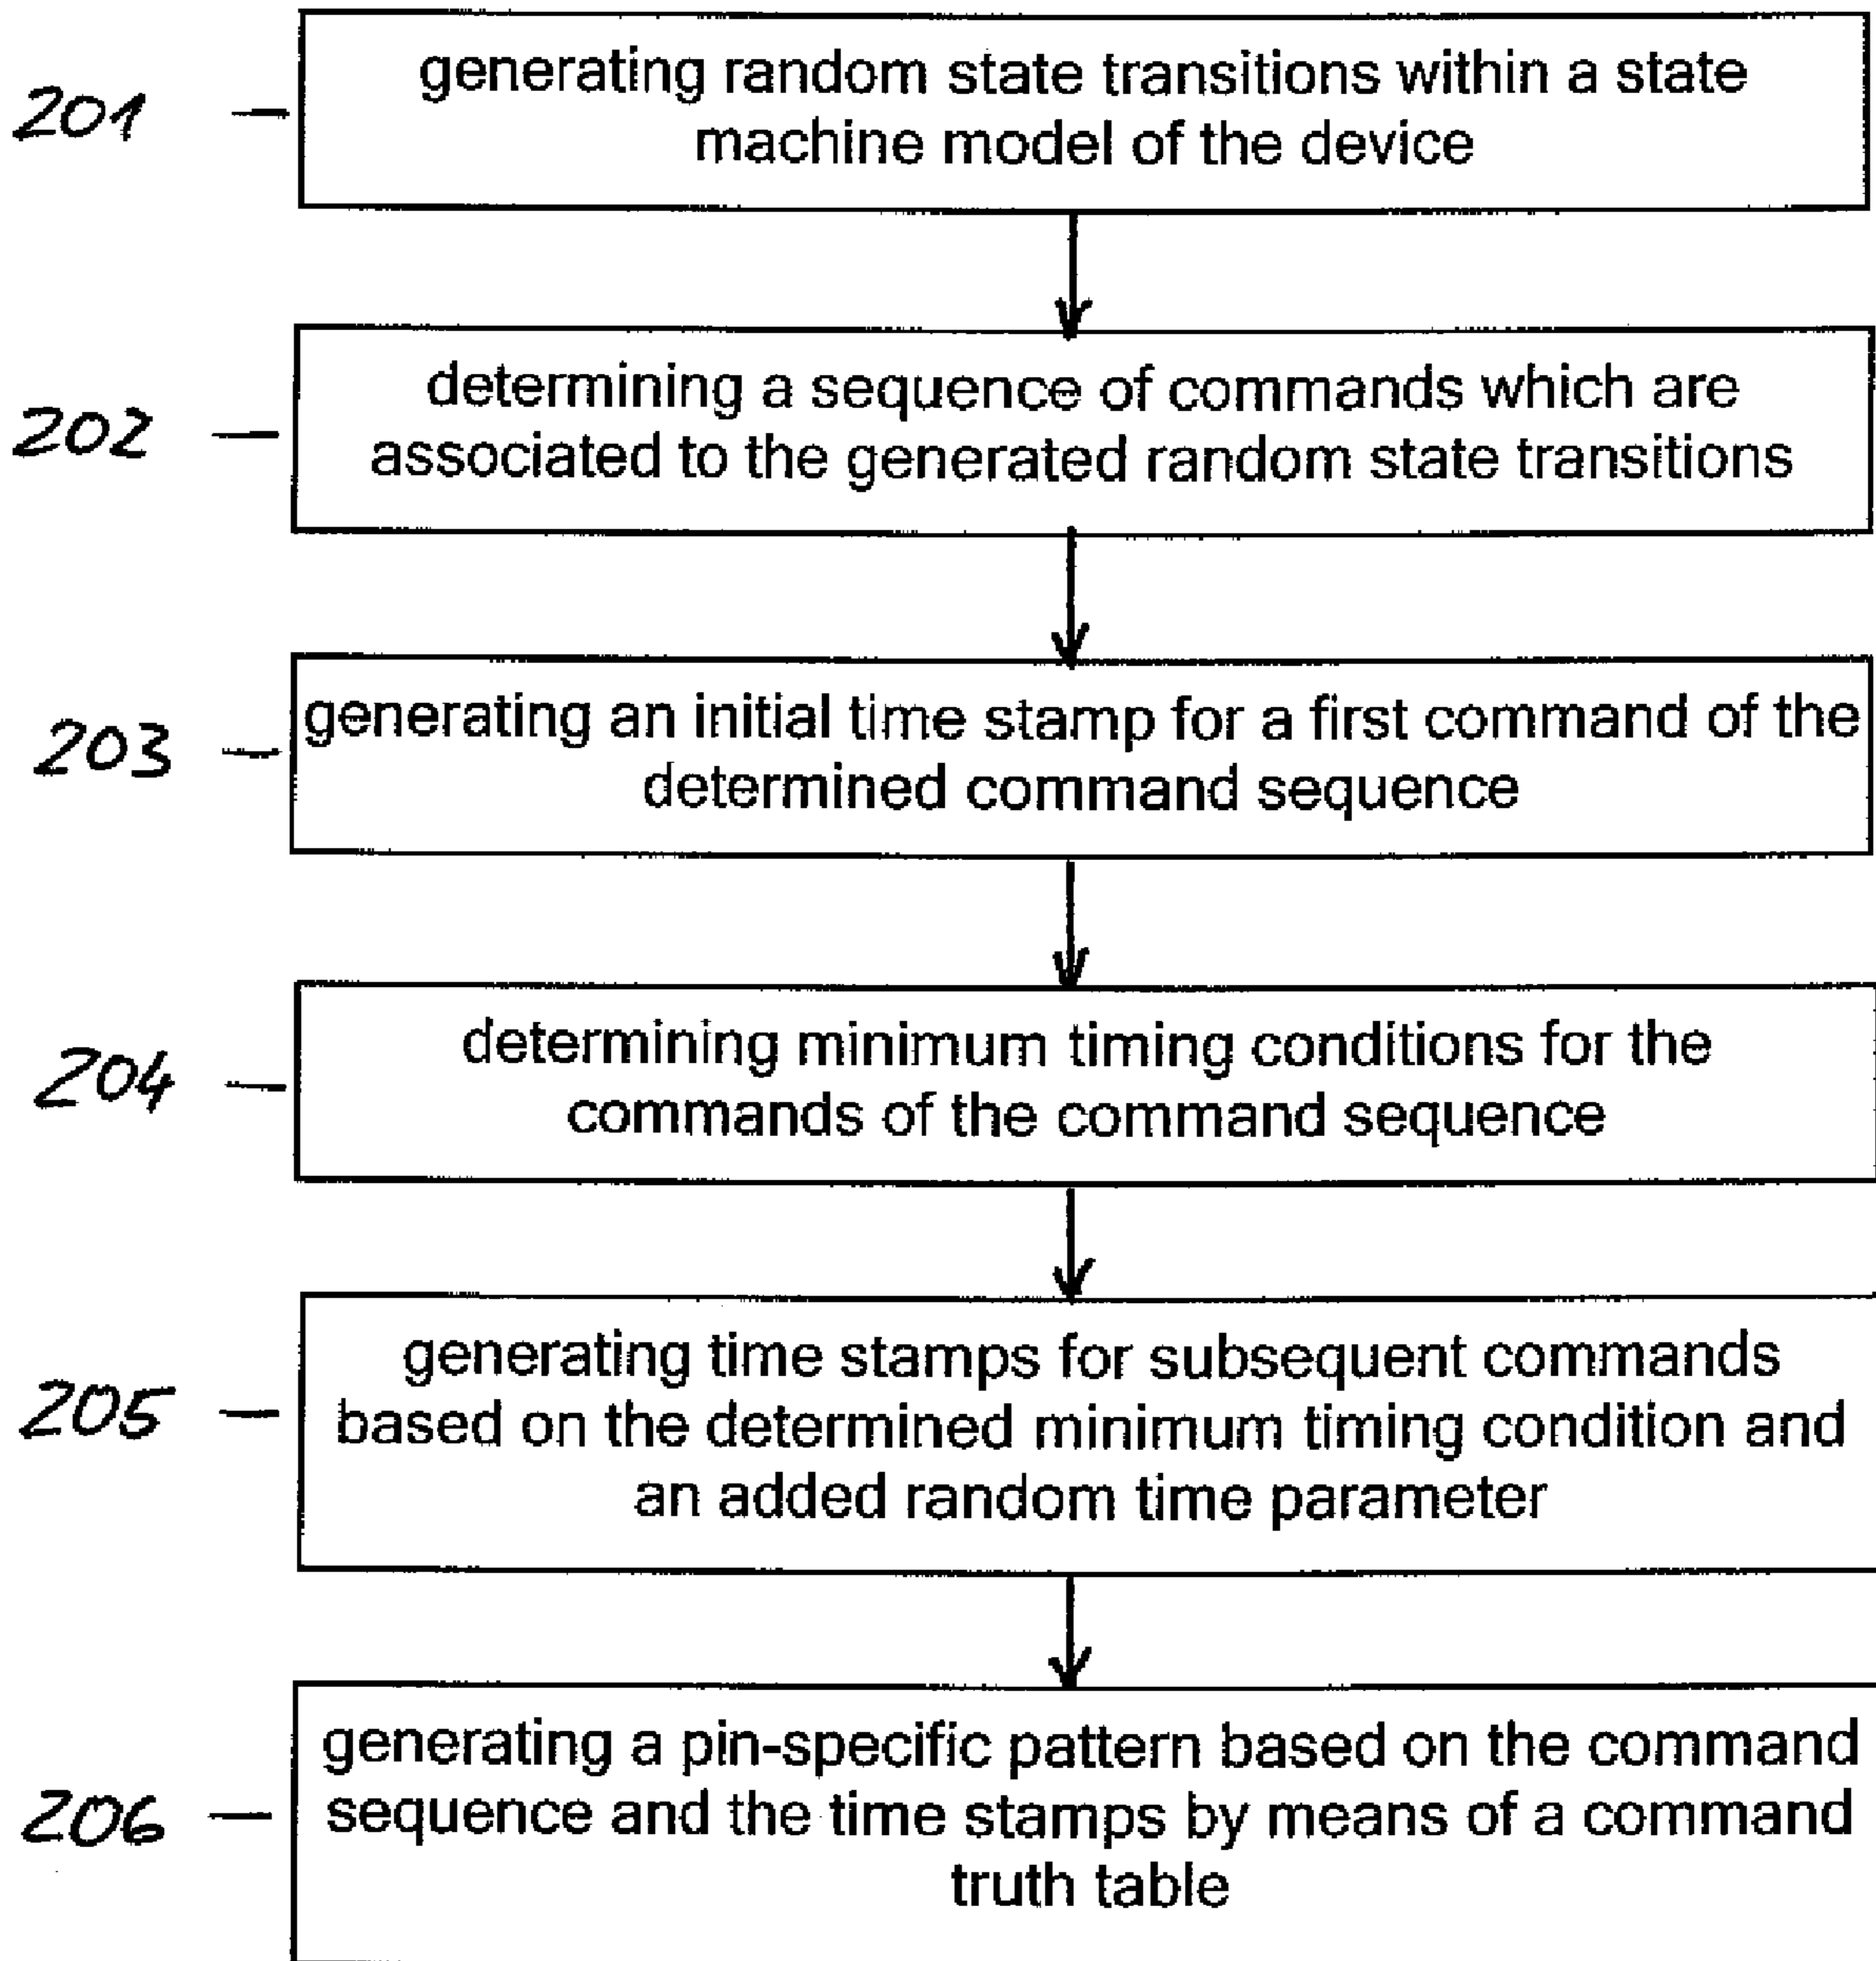 201
generating random state transitions within a state
machine model of the device
202
determining a sequence of commands which are
associated to the generated random state transitions
203
generating an initial time stamp for a first command of the
determined command sequence
204
determining minimum timing conditions for the
commands of the command sequence
205
generating time stamps for subsequent commands
based on the determined minimum timing condition and
an added random time parameter
206
generating a pin-specific pattern based on the command
sequence and the time stamps by means of a command
truth table